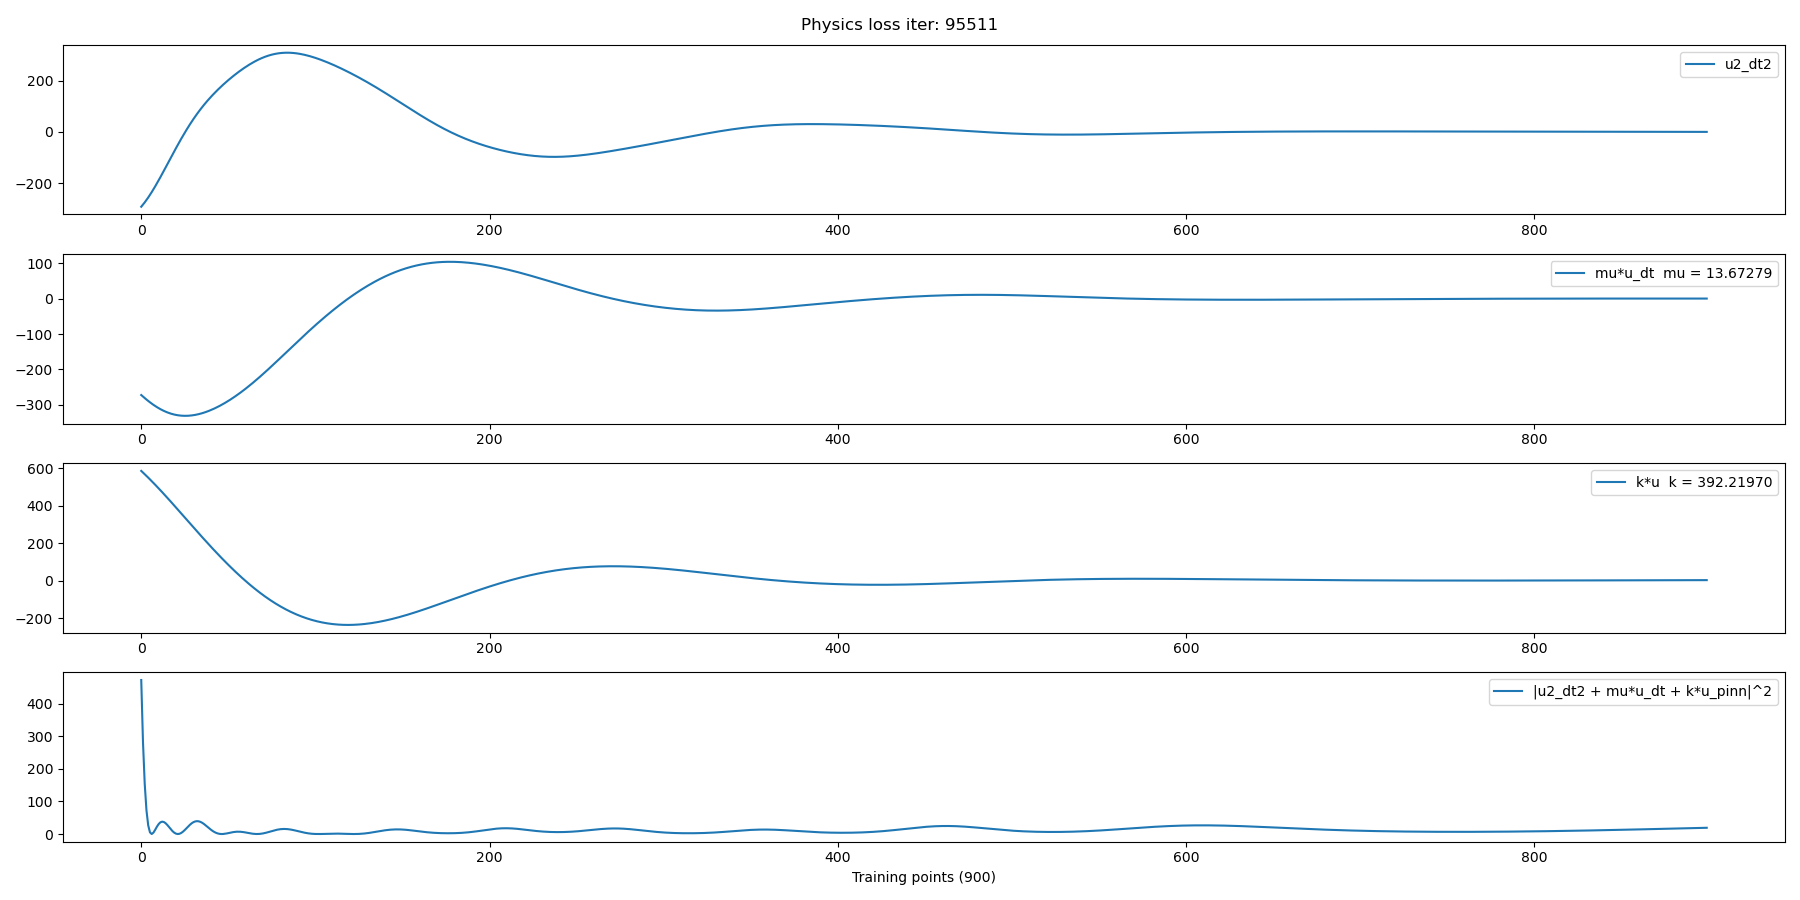 Physics loss iter: 95511
u2_dt2
200
0
−200
0 200 400 600 800
mu*u_dt  mu = 13.67279
100
0
−100
−200
−300
0 200 400 600 800
k*u  k = 392.21970
600
400
200
0
−200
0 200 400 600 800
|u2_dt2 + mu*u_dt + k*u_pinn|^2
400
300
200
100
0
0 200 400 600 800
Training points (900)